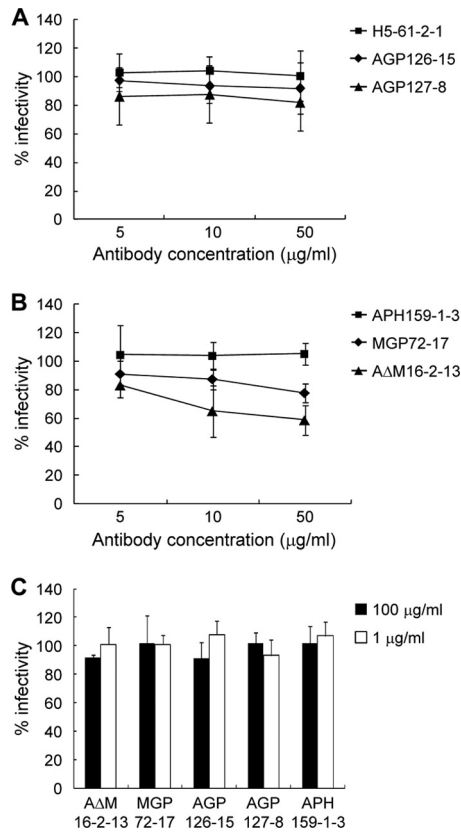 A
140
120
100
80
60
40
20
0
% infectivity
5 10 50
Antibody concentration (μg/ml)
H5-61-2-1
AGP126-15
AGP127-8
B
140
120
100
80
60
40
20
0
% infectivity
5 10 50
Antibody concentration (μg/ml)
APH159-1-3
MGP72-17
AΔM16-2-13
C
140
120
100
80
60
40
20
0
% infectivity
100 μg/ml
1 μg/ml
AΔM MGP AGP AGP APH
16-2-13 72-17 126-15 127-8 159-1-3